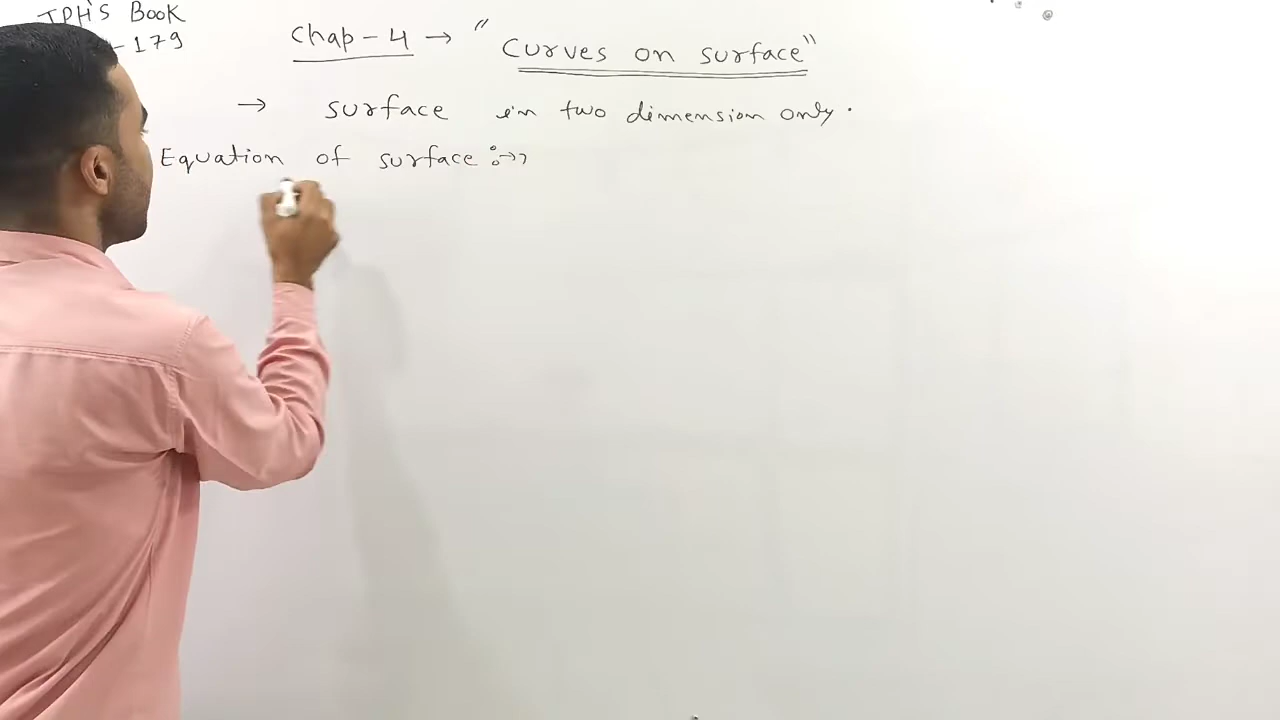 TPH'S Book
-179
Chap-4 → "Curves on surface"
→ surface in two dimension only.
Equation of surface :→